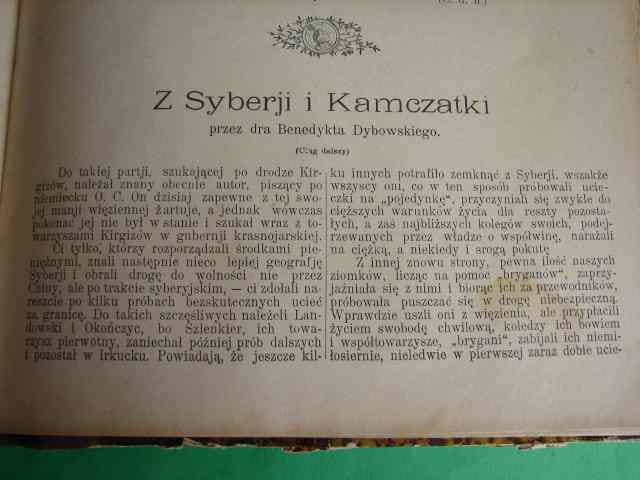 (C. d. n.)
Z Syberji i Kamczatki
przez dra Benedykta Dybowskiego.
(Ciąg dalszy)
Do takiej partji, szukającej po drodze Kir-
gizów, należał znany obecnie autor, piszący po
niemiecku O. C. On dzisiaj zapewne z tej swo-
jej manji więziennej żartuje, a jednak wówczas
pokonać jej nie był w stanie i szukał wraz z to-
warzyszami Kirgizów w gubernji krasnojarskiej.
Ci tylko, którzy rozporządzali środkami pie-
niężnymi, znali następnie nieco lepiej geografję
Syberji i obrali drogę do wolności nie przez
Chiny, ale po trakcie syberyjskim, — ci zdołali na-
reszcie po kilku próbach bezskutecznych uciec
za granicę. Do takich szczęśliwych należeli Lan-
dowski i Okończyc, bo Szlenkier, ich towa-
rzysz pierwotny, zaniechał później prób dalszych
i pozostał w Irkucku. Powiadają, że jeszcze kil-
ku innych potrafiło zemknąć z Syberji, wszakże
wszyscy oni, co w ten sposób próbowali ucie-
czki na „pojedynkę", przyczyniali się zwykle do
cięższych warunków życia dla reszty pozosta-
łych, a zaś najbliższych kolegów swoich, podej-
rzewanych przez władze o wspólwinę, narażali
na ciężką, a niekiedy i srogą pokutę
Z innej znowu strony, pewna ilość naszych
ziomków, licząc na pomoc „bryganów", zaprzy-
jaźniała się z nimi i biorąc ich za przewodników,
próbowała puszczać się w drogę niebezpieczną.
Wprawdzie uszli oni z więzienia, ale przypłacili
życiem swobodę chwilową, koledzy ich bowiem
i współtowarzysze, „brygani", zabijali ich niemi-
łosiernie, nieledwie w pierwszej zaraz dobie ucie-